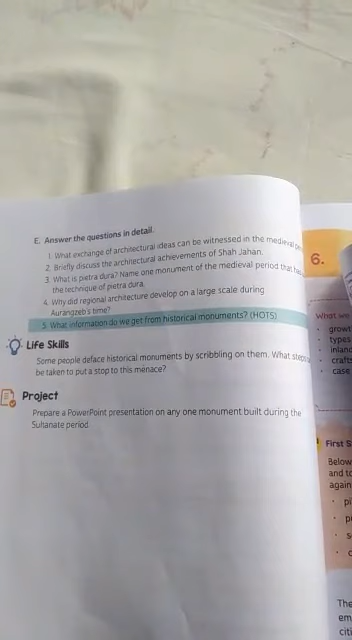 E. Answer the questions in detail.
1. What exchange of architectural ideas can be witnessed in the medieval
2. Briefly discuss the architectural achievements of Shah Jahan.
3. What is pietra dura? Name one monument of the medieval period that
the technique of pietra dura.
4. Why did regional architecture develop on a large scale during
Aurangzeb's time?
5. What information do we get from historical monuments? (HOTS)
Life Skills
Some people deface historical monuments by scribbling on them. What
be taken to put a stop to this menace?
Project
Prepare a PowerPoint presentation on any one monument built during the
Sultanate period
6.
What we
growt
types
inland
crafts
case
First S
Below
and to
again
pi
The
em
citi